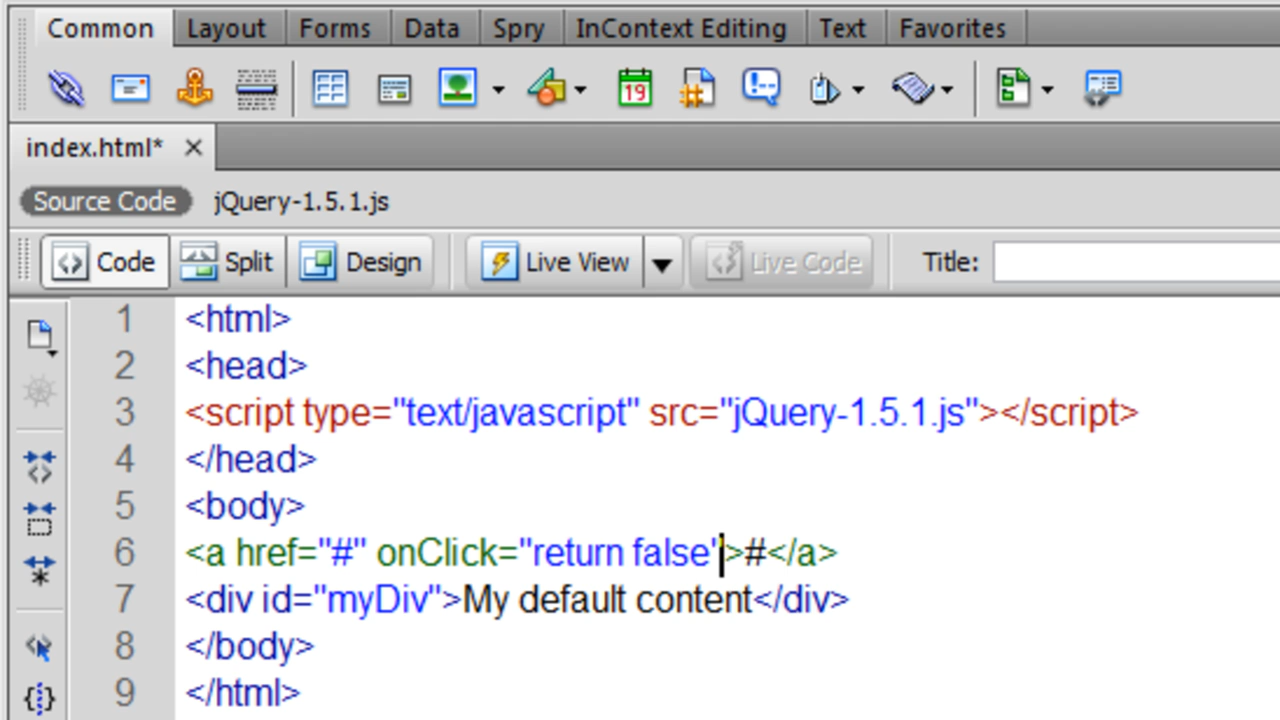 Common Layout Forms Data Spry InContext Editing Text Favorites
19
index.html*
Source Code jQuery-1.5.1.js
Code Split Design Live View Live Code Title:
1 <html>
2 <head>
3 <script type="text/javascript" src="jQuery-1.5.1.js"></script>
4 </head>
5 <body>
6 <a href="#" onClick="return false">#</a>
7 <div id="myDiv">My default content</div>
8 </body>
9 </html>